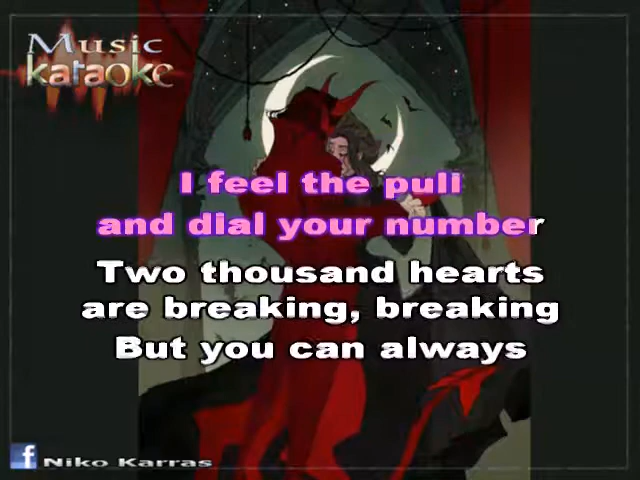 Music
karaoke
I feel the pull
and dial your number
Two thousand hearts
are breaking, breaking
But you can always
f Niko Karras